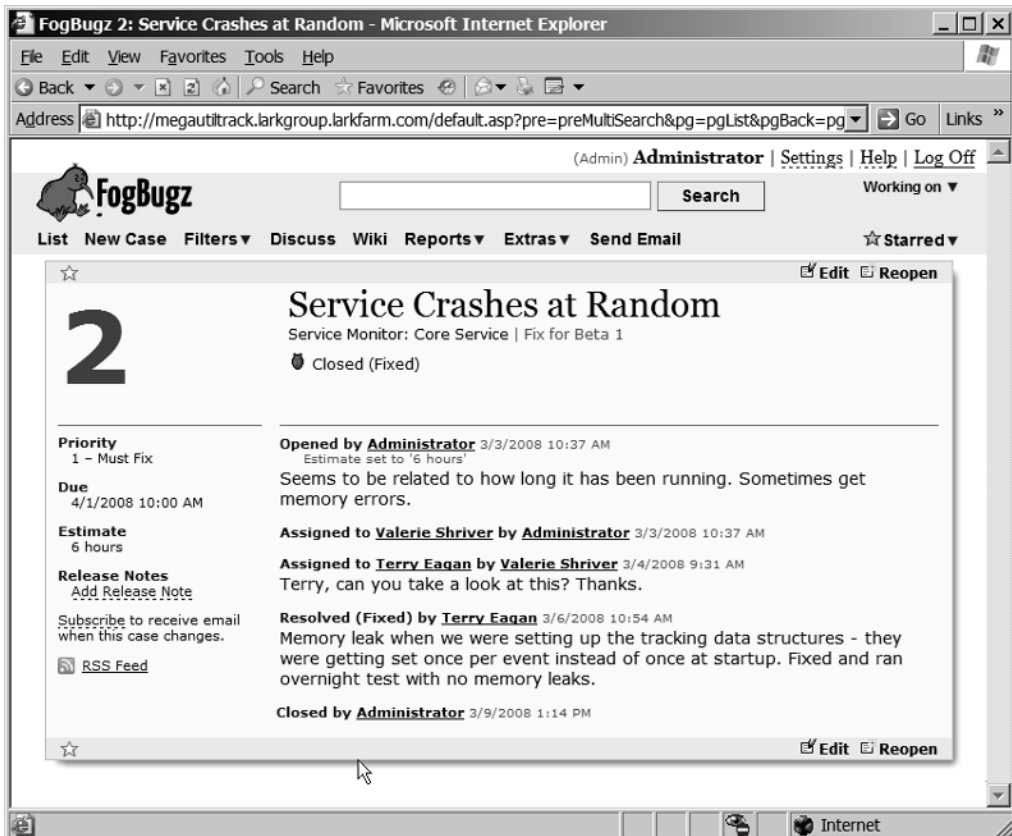 FogBugz 2: Service Crashes at Random - Microsoft Internet Explorer
File Edit View Favorites Tools Help
Back Search Favorites
Address http://megautiltrack.larkgroup.larkfarm.com/default.asp?pre=preMultiSearch&pg=pgList&pgBack=pg Go Links »
(Admin) Administrator | Settings | Help | Log Off
FogBugz Search Working on ▼
List New Case Filters ▼ Discuss Wiki Reports ▼ Extras ▼ Send Email ☆ Starred ▼
☆ Edit Reopen
2
Service Crashes at Random
Service Monitor: Core Service | Fix for Beta 1
Closed (Fixed)
Priority
1 – Must Fix
Due
4/1/2008 10:00 AM
Estimate
6 hours
Release Notes
Add Release Note
Subscribe to receive email
when this case changes.
RSS Feed
Opened by Administrator 3/3/2008 10:37 AM
Estimate set to '6 hours'
Seems to be related to how long it has been running. Sometimes get
memory errors.
Assigned to Valerie Shriver by Administrator 3/3/2008 10:37 AM
Assigned to Terry Eagan by Valerie Shriver 3/4/2008 9:31 AM
Terry, can you take a look at this? Thanks.
Resolved (Fixed) by Terry Eagan 3/6/2008 10:54 AM
Memory leak when we were setting up the tracking data structures - they
were getting set once per event instead of once at startup. Fixed and ran
overnight test with no memory leaks.
Closed by Administrator 3/9/2008 1:14 PM
☆ Edit Reopen
Internet